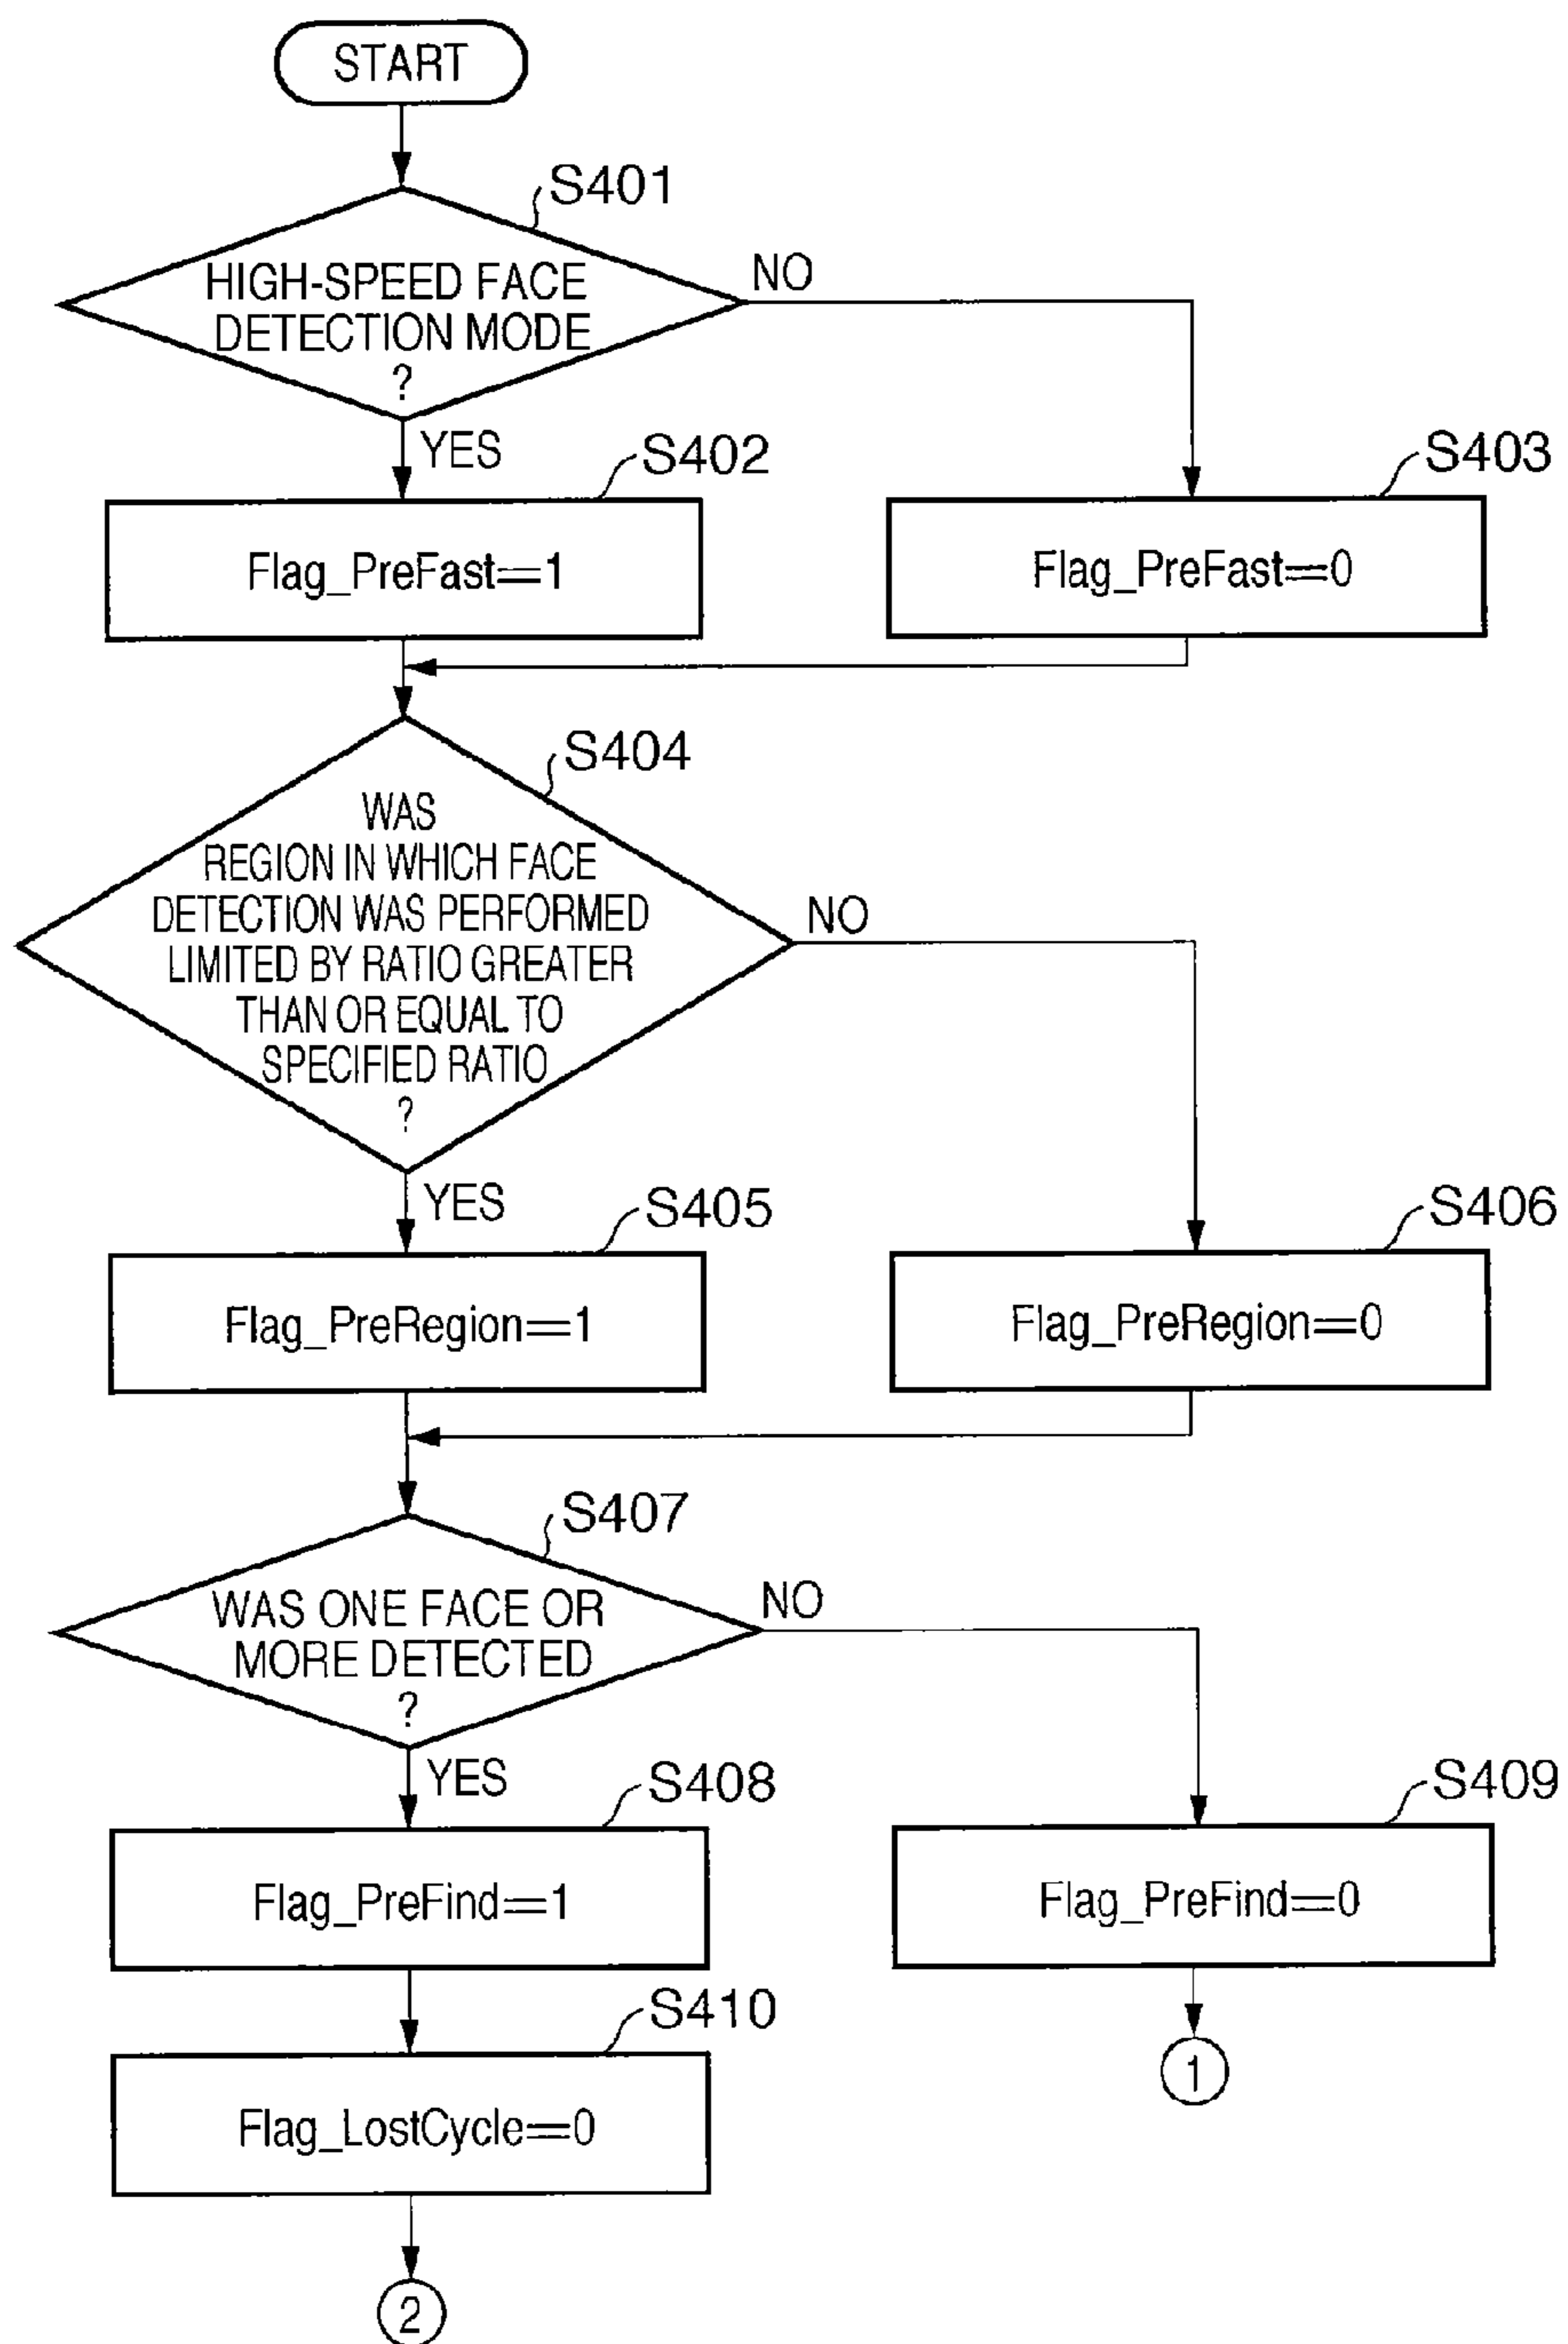 START
S401
HIGH-SPEED FACE
DETECTION MODE
?
NO
YES
S402
S403
Flag_PreFast==1
Flag_PreFast==0
S404
WAS
REGION IN WHICH FACE
DETECTION WAS PERFORMED
LIMITED BY RATIO GREATER
THAN OR EQUAL TO
SPECIFIED RATIO
?
NO
YES
S405
S406
Flag_PreRegion==1
Flag_PreRegion==0
S407
WAS ONE FACE OR
MORE DETECTED
?
NO
YES
S408
S409
Flag_PreFind==1
Flag_PreFind==0
S410
1
Flag_LostCycle==0
2